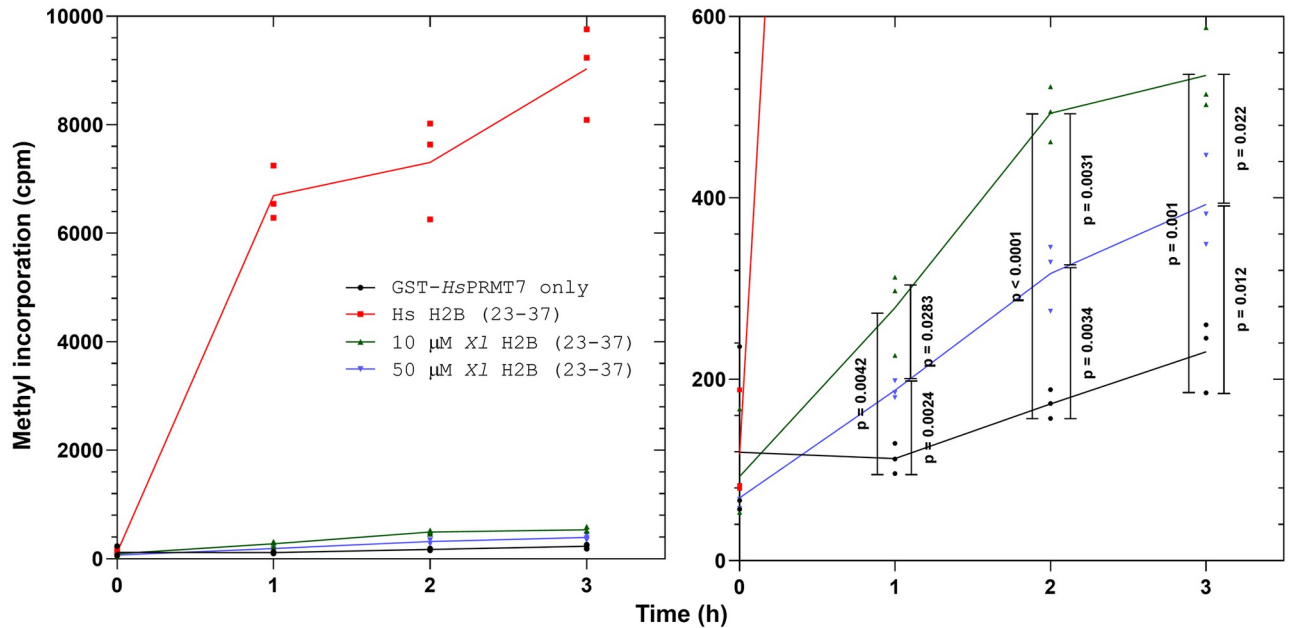 Methyl incorporation (cpm)
10000
8000
6000
4000
2000
0
0
1
2
3
GST-HsPRMT7 only
Hs H2B (23-37)
10 µM Xl H2B (23-37)
50 µM Xl H2B (23-37)
600
400
200
0
0
1
2
3
p = 0.0042
p = 0.0283
p = 0.0024
p < 0.0001
p = 0.0031
p = 0.0034
p = 0.001
p = 0.022
p = 0.012
Time (h)